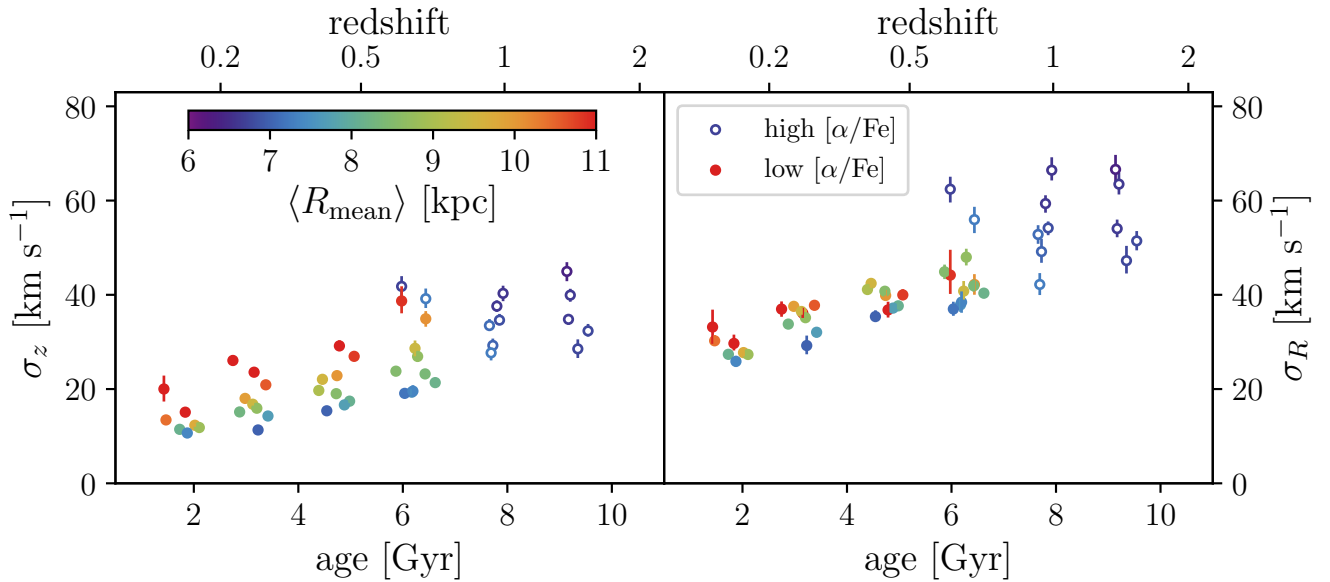 redshift redshift
0.2 0.5 1 2 0.2 0.5 1 2
80 80
60 60
40 40
20 20
0 0
6 7 8 9 10 11
⟨R_mean⟩ [kpc]
high [α/Fe]
low [α/Fe]
σ_z [km s⁻¹]
σ_R [km s⁻¹]
2 4 6 8 10 2 4 6 8 10
age [Gyr] age [Gyr]